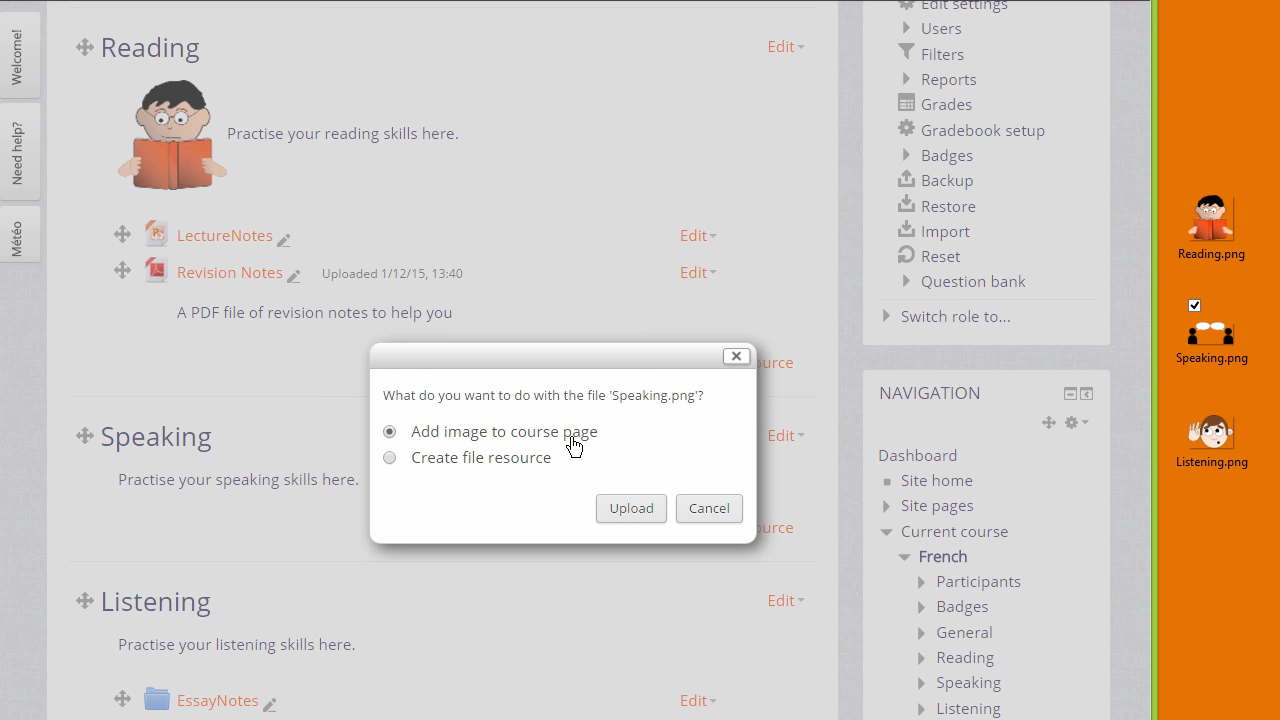 Welcome!
Need help?
Météo
Reading
Edit
Practise your reading skills here.
LectureNotes
Edit
Revision Notes
Uploaded 1/12/15, 13:40
Edit
A PDF file of revision notes to help you
ource
What do you want to do with the file 'Speaking.png'?
Add image to course page
Create file resource
Upload
Cancel
Speaking
Edit
Practise your speaking skills here.
ource
Listening
Edit
Practise your listening skills here.
EssayNotes
Edit
Edit settings
Users
Filters
Reports
Grades
Gradebook setup
Badges
Backup
Restore
Import
Reset
Question bank
Switch role to...
NAVIGATION
Dashboard
Site home
Site pages
Current course
French
Participants
Badges
General
Reading
Speaking
Listening
Reading.png
Speaking.png
Listening.png